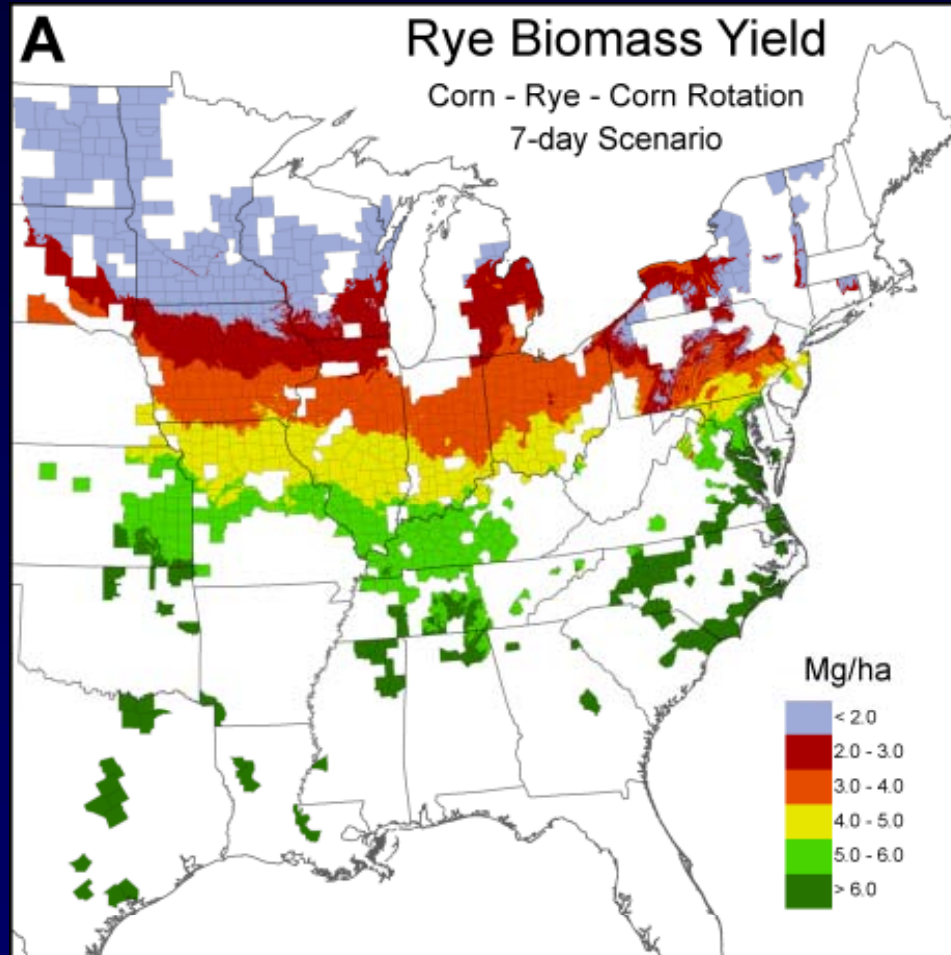 A
Rye Biomass Yield
Corn - Rye - Corn Rotation
7-day Scenario
Mg/ha
< 2.0
2.0 - 3.0
3.0 - 4.0
4.0 - 5.0
5.0 - 6.0
> 6.0